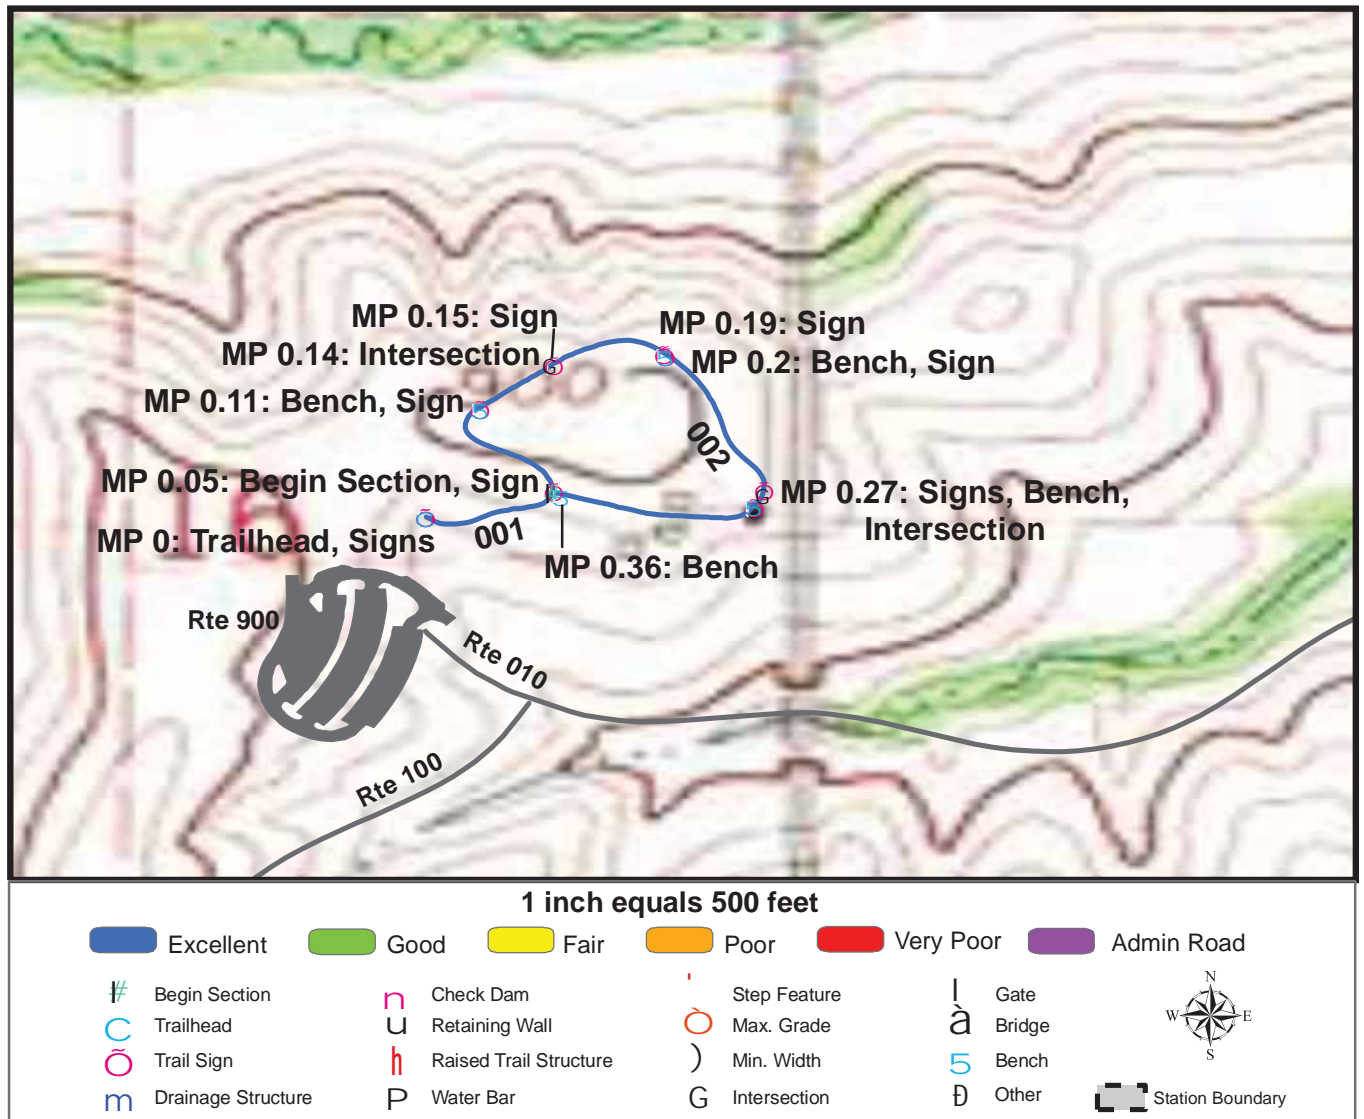 MP 0.15: Sign
MP 0.19: Sign
MP 0.14: Intersection
MP 0.2: Bench, Sign
MP 0.11: Bench, Sign
002
MP 0.05: Begin Section, Sign
MP 0.27: Signs, Bench,
Intersection
MP 0: Trailhead, Signs
001
MP 0.36: Bench
Rte 900
Rte 010
Rte 100
1 inch equals 500 feet
Excellent
Good
Fair
Poor
Very Poor
Admin Road
Begin Section
Check Dam
Step Feature
Gate
Trailhead
Retaining Wall
Max. Grade
Bridge
Trail Sign
Raised Trail Structure
Min. Width
Bench
Drainage Structure
Water Bar
Intersection
Other
Station Boundary
N
W
E
S